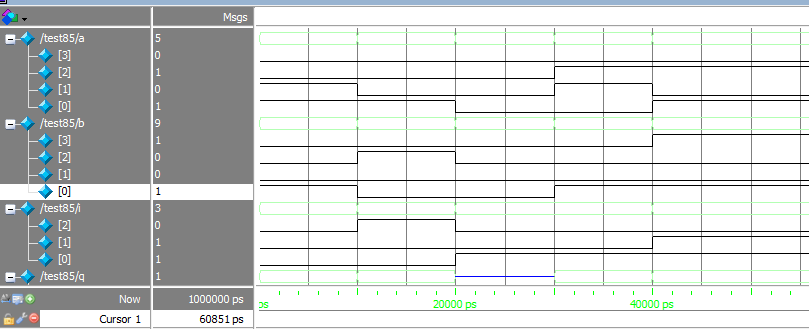 Msgs
/test85/a 5
[3] 0
[2] 1
[1] 0
[0] 1
/test85/b 9
[3] 1
[2] 0
[1] 0
[0] 1
/test85/i 3
[2] 0
[1] 1
[0] 1
/test85/q 1
Now 1000000 ps ps 20000 ps 40000 ps
Cursor 1 60851 ps